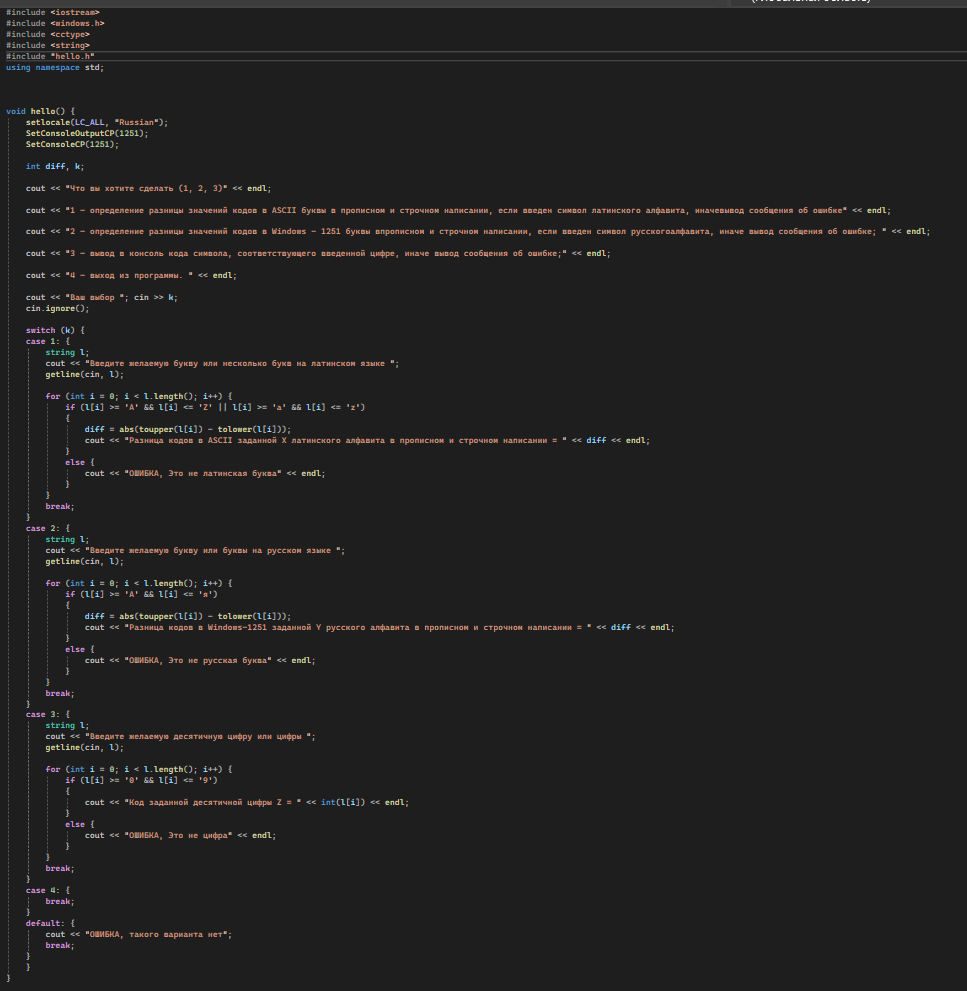 #include <iostream>
#include <windows.h>
#include <cctype>
#include <string>
#include "hello.h"
using namespace std;
void hello() {
setlocale(LC_ALL, "Russian");
SetConsoleOutputCP(1251);
SetConsoleCP(1251);
int diff, k;
cout << "Что вы хотите сделать (1, 2, 3)" << endl;
cout << "1 - определение разницы значений кодов в ASCII буквы в прописном и строчном написании, если введен символ латинского алфавита, иначевывод сообщения об ошибке" << endl;
cout << "2 - определение разницы значений кодов в Windows - 1251 буквы впрописном и строчном написании, если введен символ русскогоалфавита, иначе вывод сообщения об ошибке; " << endl;
cout << "3 - вывод в консоль кода символа, соответствующего введенной цифре, иначе вывод сообщения об ошибке;" << endl;
cout << "4 - выход из программы. " << endl;
cout << "Ваш выбор "; cin >> k;
cin.ignore();
switch (k) {
case 1: {
string l;
cout << "Введите желаемую букву или несколько букв на латинском языке ";
getline(cin, l);
for (int i = 0; i < l.length(); i++) {
if (l[i] >= 'A' && l[i] <= 'Z' || l[i] >= 'a' && l[i] <= 'z')
{
diff = abs(toupper(l[i]) - tolower(l[i]));
cout << "Разница кодов в ASCII заданной X латинского алфавита в прописном и строчном написании = " << diff << endl;
}
else {
cout << "ОШИБКА, Это не латинская буква" << endl;
}
}
break;
}
case 2: {
string l;
cout << "Введите желаемую букву или буквы на русском языке ";
getline(cin, l);
for (int i = 0; i < l.length(); i++) {
if (l[i] >= 'А' && l[i] <= 'я')
{
diff = abs(toupper(l[i]) - tolower(l[i]));
cout << "Разница кодов в Windows-1251 заданной Y русского алфавита в прописном и строчном написании = " << diff << endl;
}
else {
cout << "ОШИБКА, Это не русская буква" << endl;
}
}
break;
}
case 3: {
string l;
cout << "Введите желаемую десятичную цифру или цифры ";
getline(cin, l);
for (int i = 0; i < l.length(); i++) {
if (l[i] >= '0' && l[i] <= '9')
{
cout << "Код заданной десятичной цифры Z = " << int(l[i]) << endl;
}
else {
cout << "ОШИБКА, Это не цифра" << endl;
}
}
break;
}
case 4: {
break;
}
default: {
cout << "ОШИБКА, такого варианта нет";
break;
}
}
}